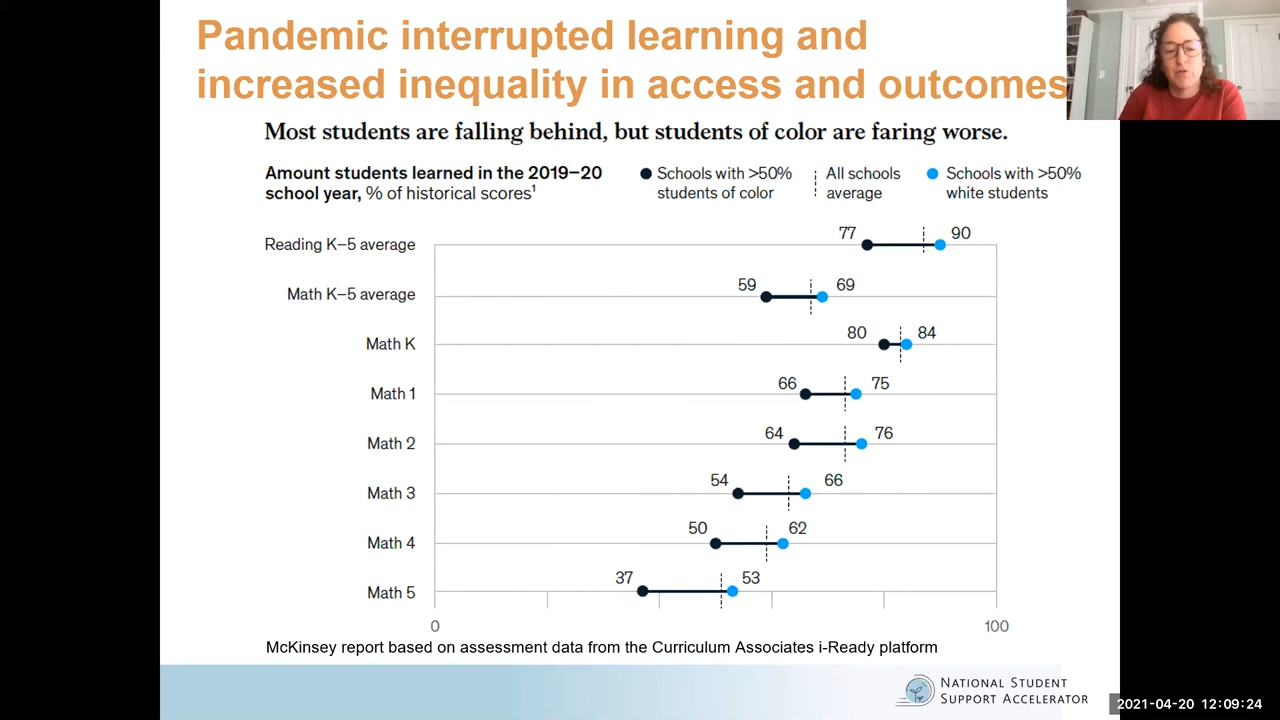 Pandemic interrupted learning and
increased inequality in access and outcomes
Most students are falling behind, but students of color are faring worse.
Amount students learned in the 2019–20
school year, % of historical scores¹
Schools with >50%
students of color
All schools
average
Schools with >50%
white students
Reading K–5 average
77
90
Math K–5 average
59
69
Math K
80
84
Math 1
66
75
Math 2
64
76
Math 3
54
66
Math 4
50
62
Math 5
37
53
0
100
McKinsey report based on assessment data from the Curriculum Associates i-Ready platform
NATIONAL STUDENT
SUPPORT ACCELERATOR
2021-04-20 12:09:24